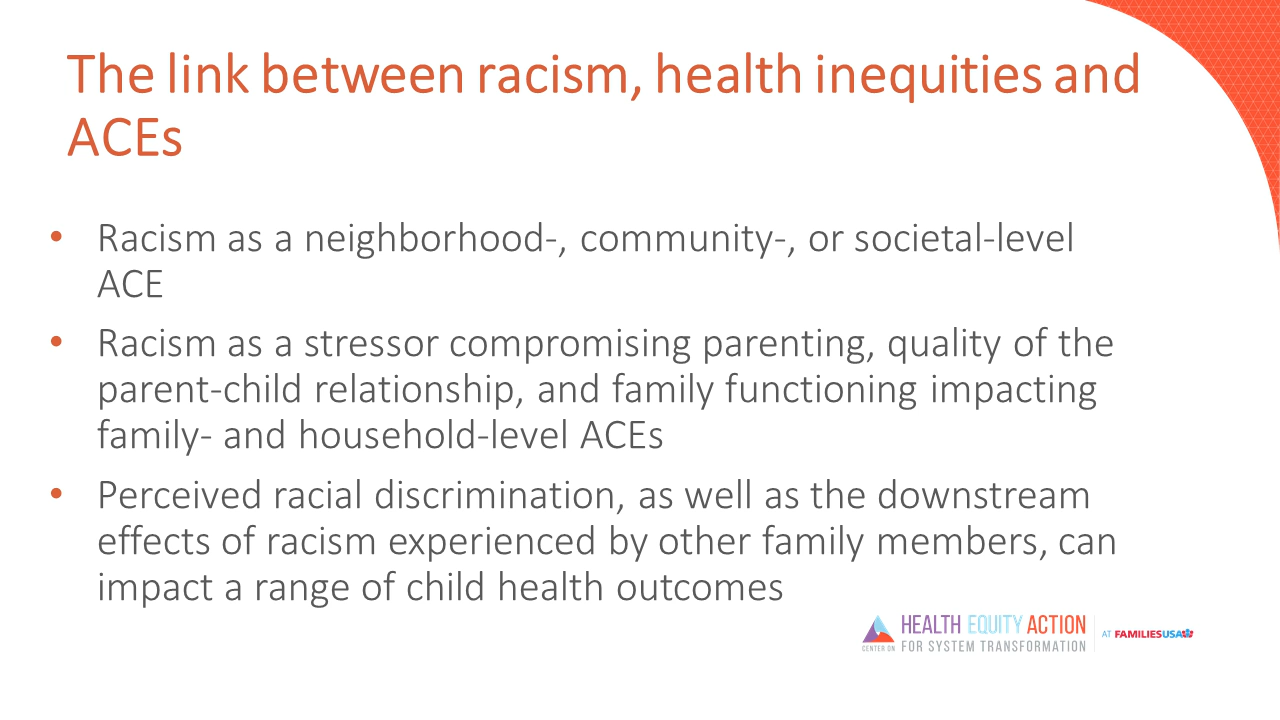 The link between racism, health inequities and
ACEs
• Racism as a neighborhood-, community-, or societal-level
ACE
• Racism as a stressor compromising parenting, quality of the
parent-child relationship, and family functioning impacting
family- and household-level ACEs
• Perceived racial discrimination, as well as the downstream
effects of racism experienced by other family members, can
impact a range of child health outcomes
HEALTH EQUITY ACTION
CENTER ON FOR SYSTEM TRANSFORMATION
AT FAMILIESUSA